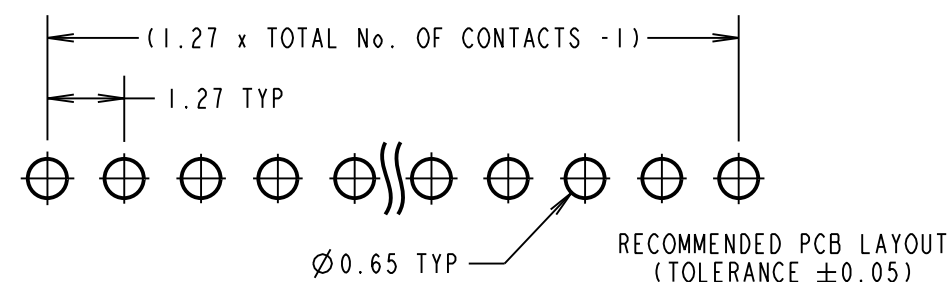 (1.27 x TOTAL No. OF CONTACTS -1)
1.27 TYP
Ø0.65 TYP
RECOMMENDED PCB LAYOUT
(TOLERANCE ±0.05)